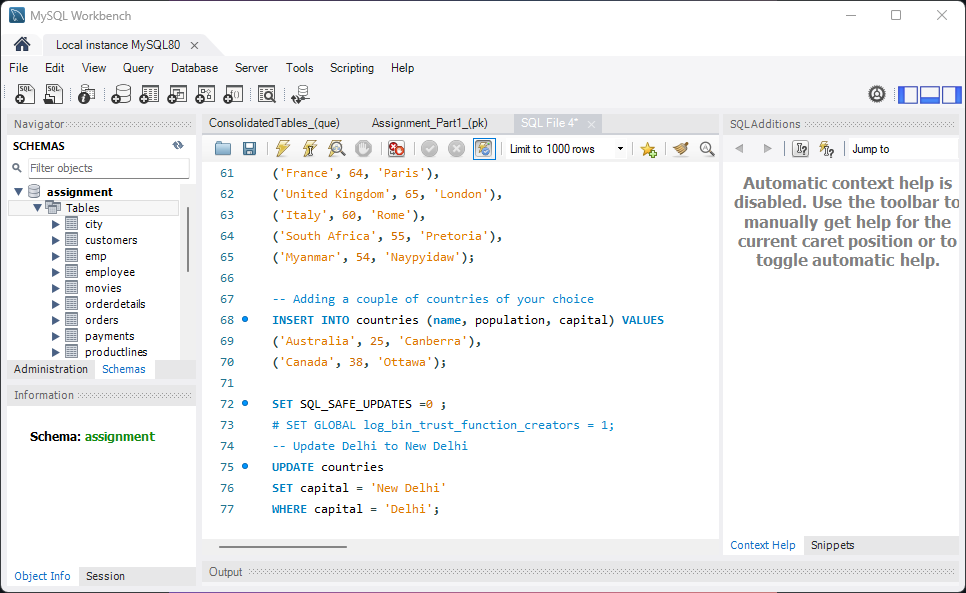 MySQL Workbench
Local instance MySQL80
File Edit View Query Database Server Tools Scripting Help
Navigator
SCHEMAS
Filter objects
assignment
Tables
city
customers
emp
employee
movies
orderdetails
orders
payments
productlines
Administration Schemas
Information
Schema: assignment
Object Info Session
ConsolidatedTables_(que) Assignment_Part1_(pk) SQL File 4*
Limit to 1000 rows
61 ('France', 64, 'Paris'),
62 ('United Kingdom', 65, 'London'),
63 ('Italy', 60, 'Rome'),
64 ('South Africa', 55, 'Pretoria'),
65 ('Myanmar', 54, 'Naypyidaw');
66
67 -- Adding a couple of countries of your choice
68 INSERT INTO countries (name, population, capital) VALUES
69 ('Australia', 25, 'Canberra'),
70 ('Canada', 38, 'Ottawa');
71
72 SET SQL_SAFE_UPDATES =0 ;
73 # SET GLOBAL log_bin_trust_function_creators = 1;
74 -- Update Delhi to New Delhi
75 UPDATE countries
76 SET capital = 'New Delhi'
77 WHERE capital = 'Delhi';
Output
SQLAdditions
Jump to
Automatic context help is
disabled. Use the toolbar to
manually get help for the
current caret position or to
toggle automatic help.
Context Help Snippets